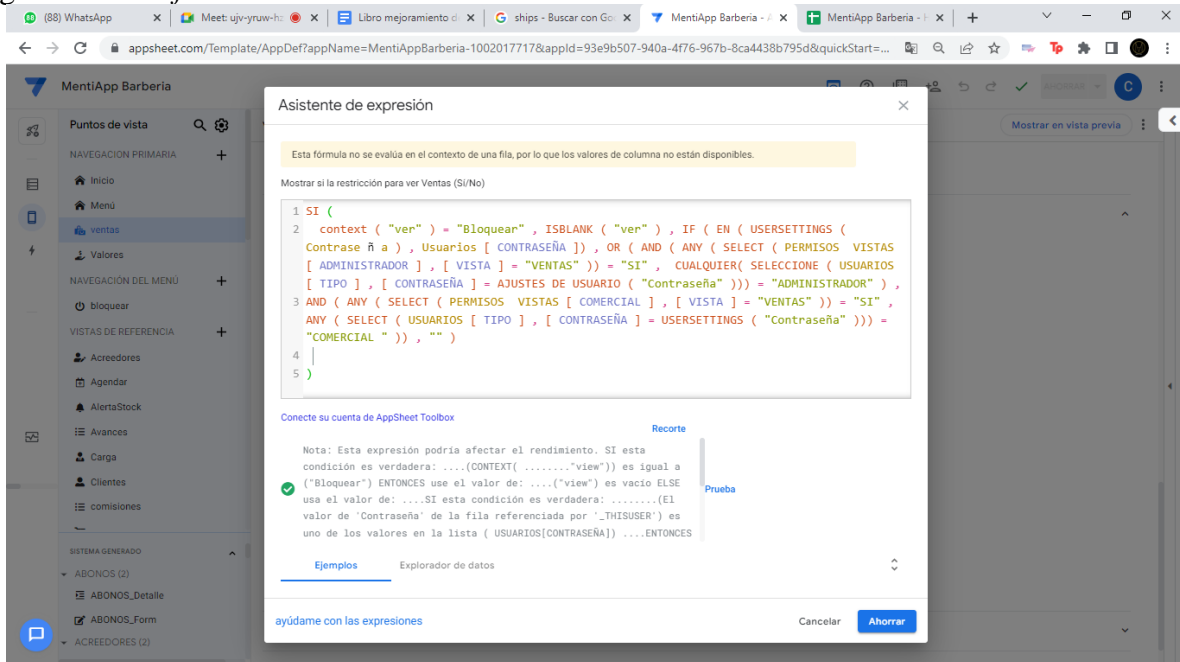 (88) WhatsApp
Meet: ujv-yruw-hz
Libro mejoramiento d
ships - Buscar con Go
MentiApp Barberia - A
MentiApp Barberia - H
appsheet.com/Template/AppDef?appName=MentiAppBarberia-1002017717&appId=93e9b507-940a-4f76-967b-8ca4438b795d&quickStart=...
MentiApp Barberia
AHORRAR
C
Puntos de vista
Mostrar en vista previa
NAVEGACION PRIMARIA
Inicio
Menú
ventas
Valores
NAVEGACIÓN DEL MENÚ
bloquear
VISTAS DE REFERENCIA
Acreedores
Agendar
AlertaStock
Avances
Carga
Clientes
comisiones
SISTEMA GENERADO
ABONOS (2)
ABONOS_Detalle
ABONOS_Form
ACREEDORES (2)
Asistente de expresión
Esta fórmula no se evalúa en el contexto de una fila, por lo que los valores de columna no están disponibles.
Mostrar si la restricción para ver Ventas (Sí/No)
1 SI (
2 context ( "ver" ) = "Bloquear" , ISBLANK ( "ver" ) , IF ( EN ( USERSETTINGS (
Contrase ñ a ) , Usuarios [ CONTRASEÑA ]) , OR ( AND ( ANY ( SELECT ( PERMISOS VISTAS
[ ADMINISTRADOR ] , [ VISTA ] = "VENTAS" )) = "SI" , CUALQUIER( SELECCIONE ( USUARIOS
[ TIPO ] , [ CONTRASEÑA ] = AJUSTES DE USUARIO ( "Contraseña" ))) = "ADMINISTRADOR" ) ,
3 AND ( ANY ( SELECT ( PERMISOS VISTAS [ COMERCIAL ] , [ VISTA ] = "VENTAS" )) = "SI" ,
ANY ( SELECT ( USUARIOS [ TIPO ] , [ CONTRASEÑA ] = USERSETTINGS ( "Contraseña" ))) =
"COMERCIAL " )) , "" )
4
5 )
Conecte su cuenta de AppSheet Toolbox
Recorte
Nota: Esta expresión podría afectar el rendimiento. SI esta
condición es verdadera: ....(CONTEXT( ........"view")) es igual a
("Bloquear") ENTONCES use el valor de: ....("view") es vacío ELSE
usa el valor de: ....SI esta condición es verdadera: ........(El
valor de 'Contraseña' de la fila referenciada por '_THISUSER') es
uno de los valores en la lista ( USUARIOS[CONTRASEÑA]) ....ENTONCES
Prueba
Ejemplos
Explorador de datos
ayúdame con las expresiones
Cancelar
Ahorrar